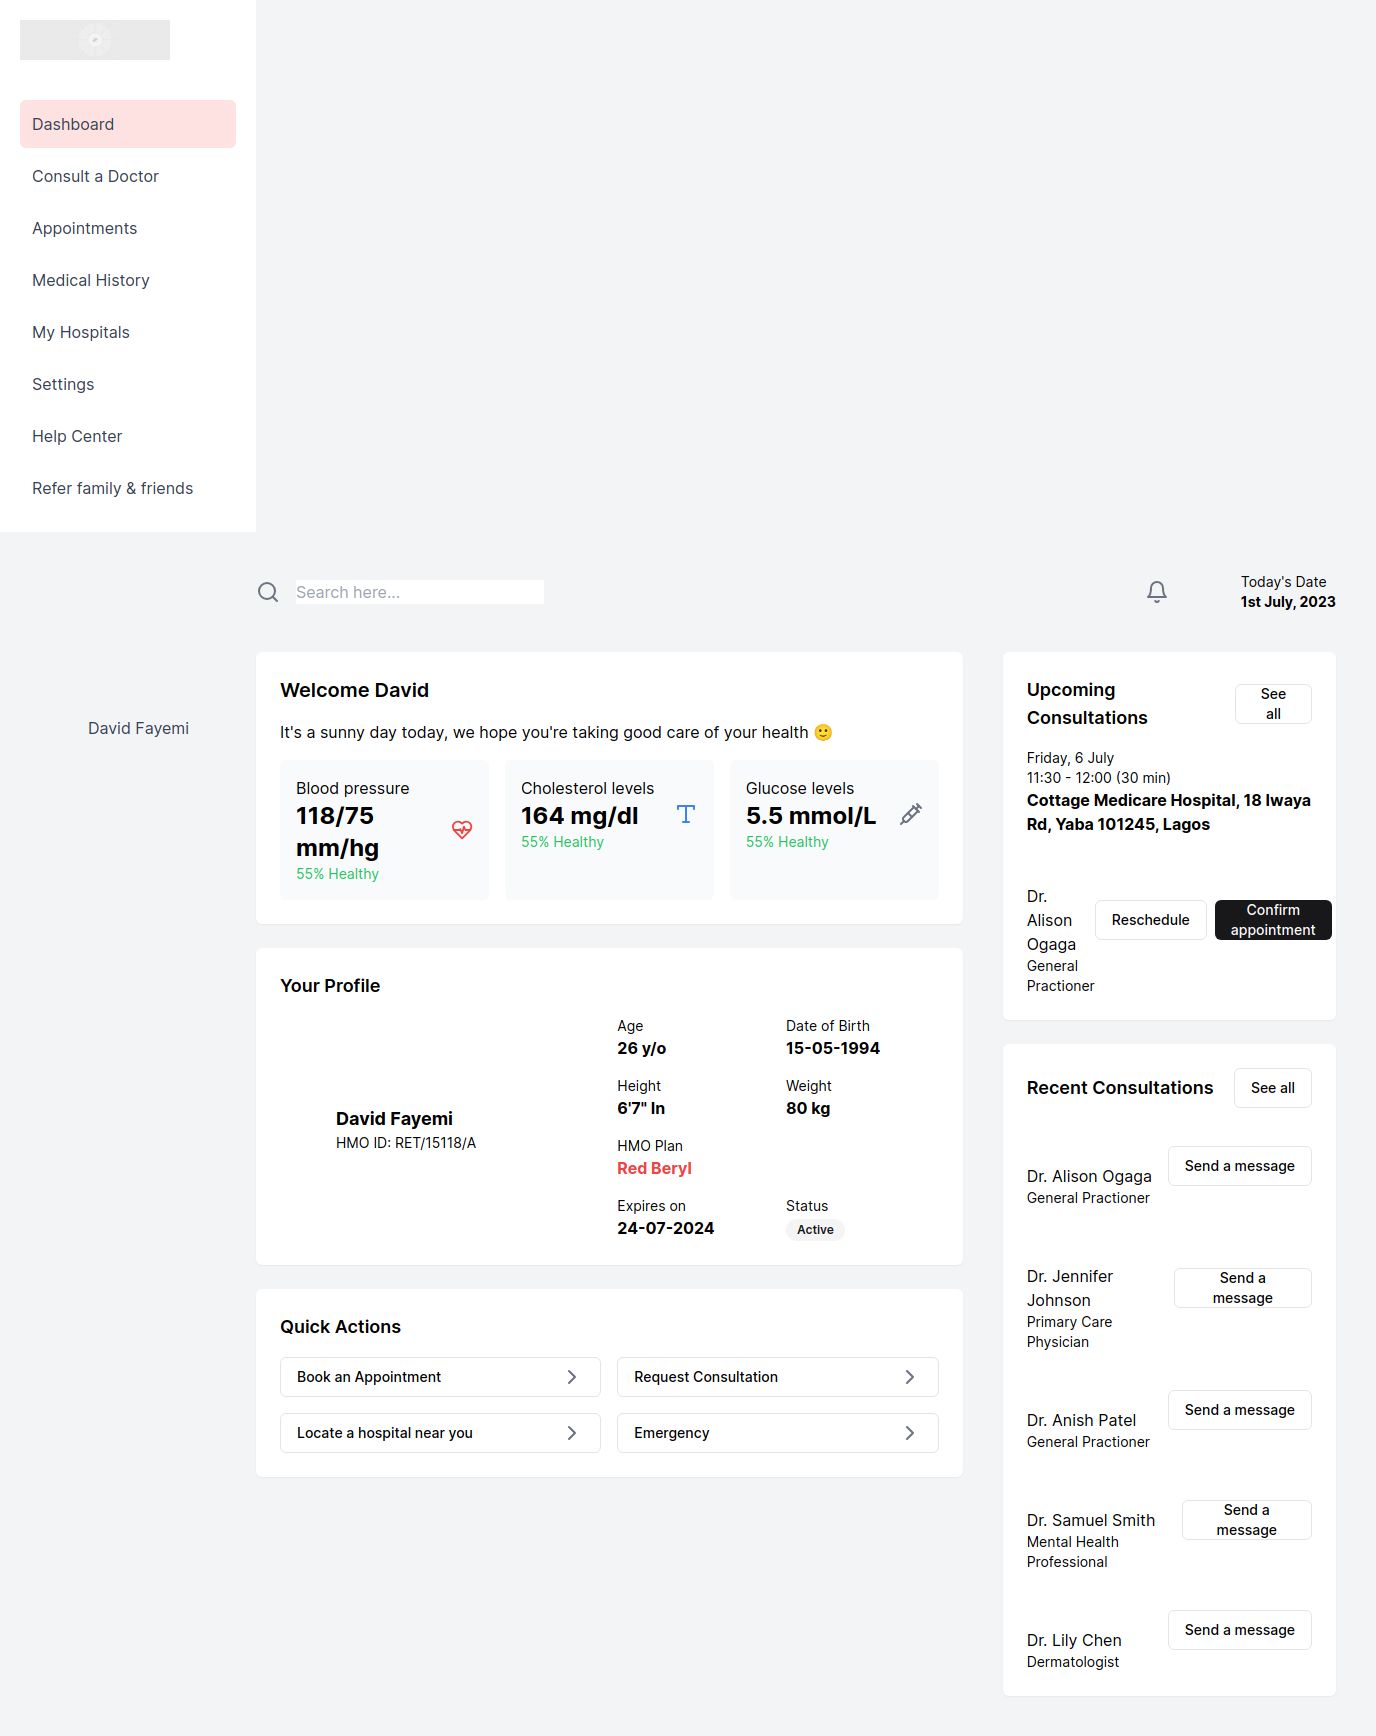 Dashboard
Consult a Doctor
Appointments
Medical History
My Hospitals
Settings
Help Center
Refer family & friends
Search here...
Today's Date
1st July, 2023
David Fayemi
Welcome David
It's a sunny day today, we hope you're taking good care of your health 🙂
Blood pressure
118/75
mm/hg
55% Healthy
Cholesterol levels
164 mg/dl
55% Healthy
Glucose levels
5.5 mmol/L
55% Healthy
Your Profile
David Fayemi
HMO ID: RET/15118/A
Age
26 y/o
Date of Birth
15-05-1994
Height
6'7" In
Weight
80 kg
HMO Plan
Red Beryl
Expires on
24-07-2024
Status
Active
Quick Actions
Book an Appointment
Request Consultation
Locate a hospital near you
Emergency
Upcoming
Consultations
See
all
Friday, 6 July
11:30 - 12:00 (30 min)
Cottage Medicare Hospital, 18 Iwaya
Rd, Yaba 101245, Lagos
Dr.
Alison
Ogaga
General
Practioner
Reschedule
Confirm
appointment
Recent Consultations
See all
Dr. Alison Ogaga
General Practioner
Send a message
Dr. Jennifer
Johnson
Primary Care
Physician
Send a
message
Dr. Anish Patel
General Practioner
Send a message
Dr. Samuel Smith
Mental Health
Professional
Send a
message
Dr. Lily Chen
Dermatologist
Send a message